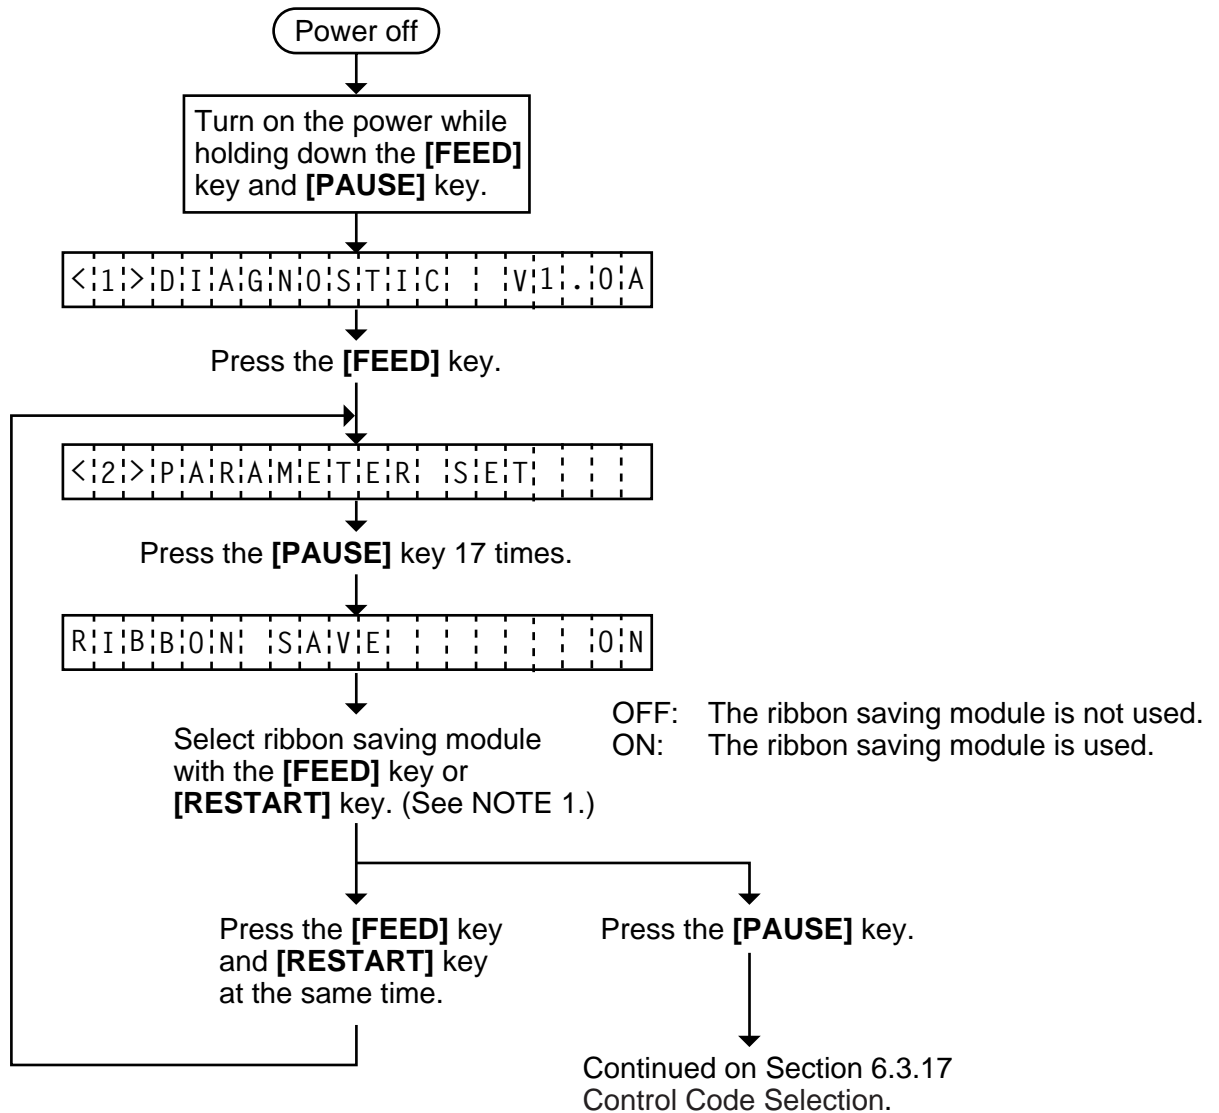 Power off
Turn on the power while
holding down the [FEED]
key and [PAUSE] key.
<1>DIAGNOSTIC  V1.0A
Press the [FEED] key.
<2>PARAMETER SET
Press the [PAUSE] key 17 times.
RIBBON SAVE       ON
Select ribbon saving module
with the [FEED] key or
[RESTART] key. (See NOTE 1.)
OFF: The ribbon saving module is not used.
ON: The ribbon saving module is used.
Press the [FEED] key
and [RESTART] key
at the same time.
Press the [PAUSE] key.
Continued on Section 6.3.17
Control Code Selection.